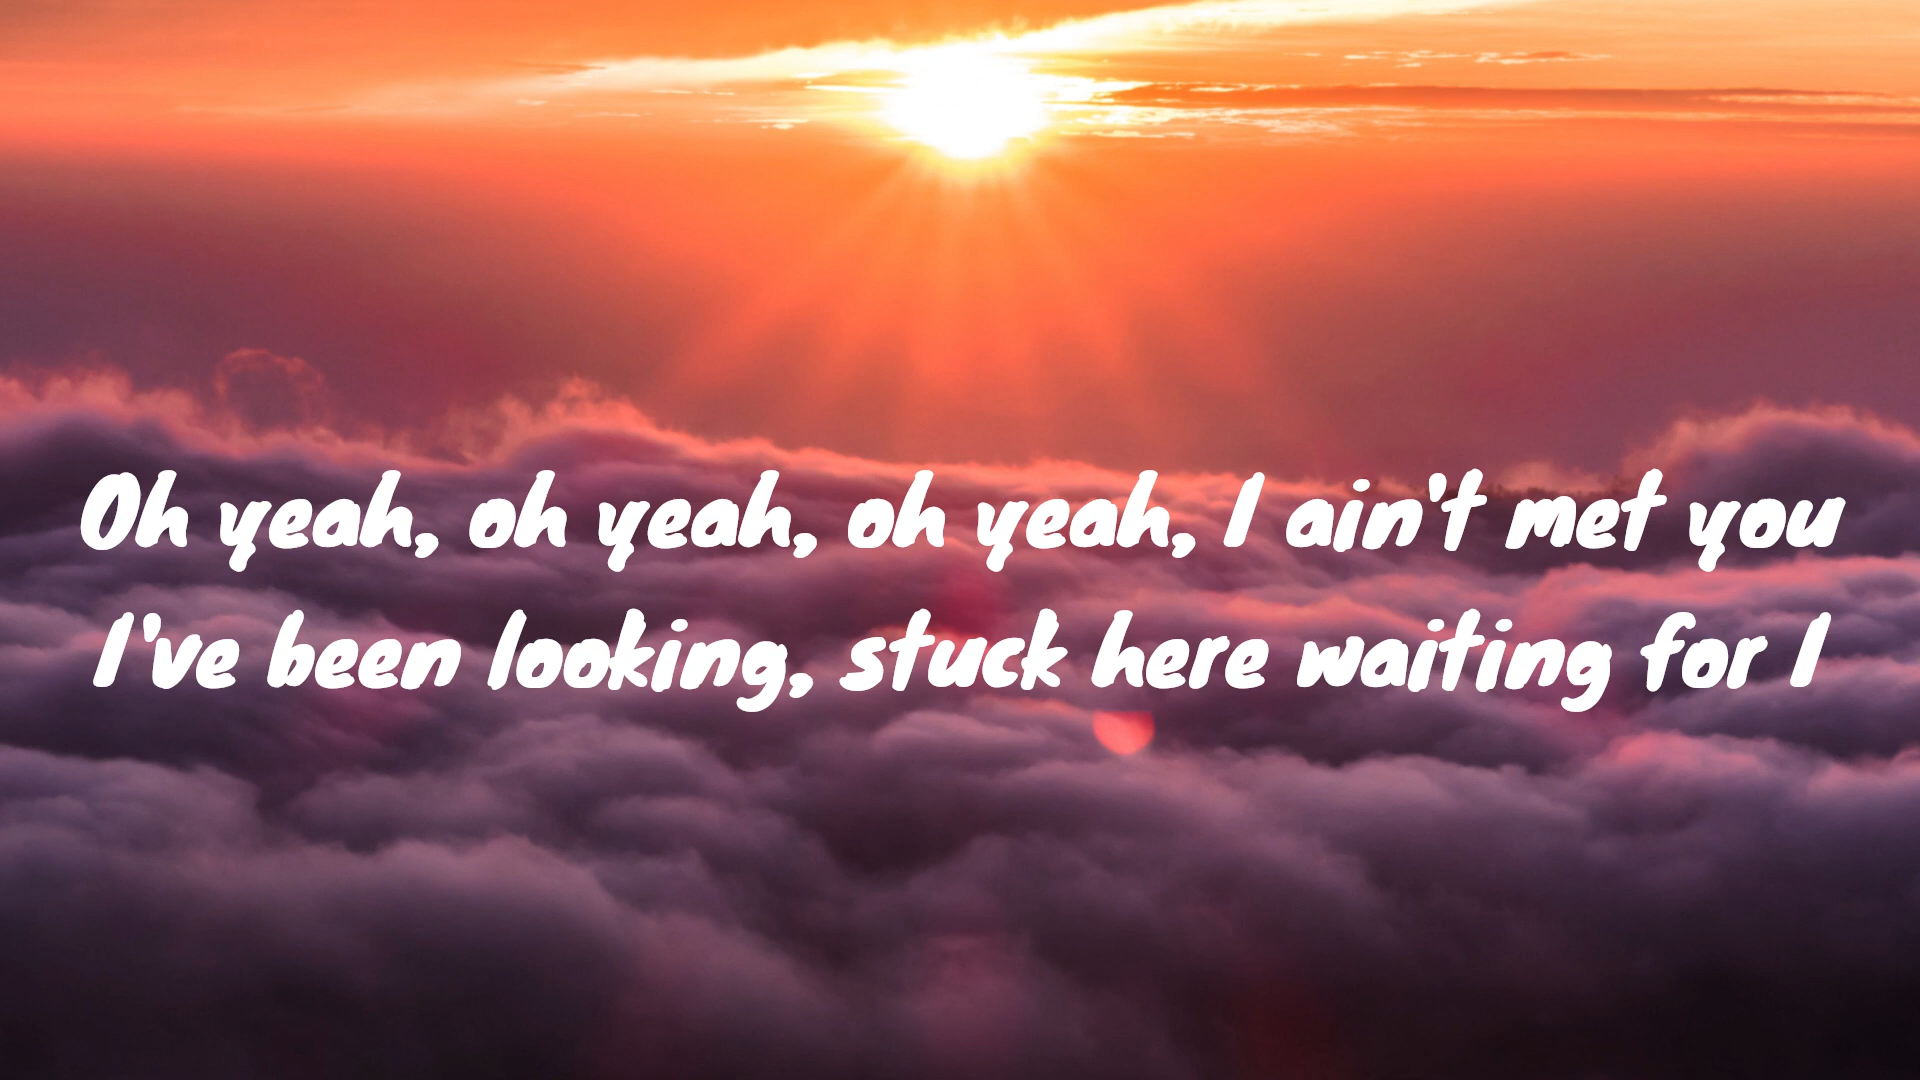 Oh yeah, oh yeah, oh yeah, I ain't met you
I've been looking, stuck here waiting for I